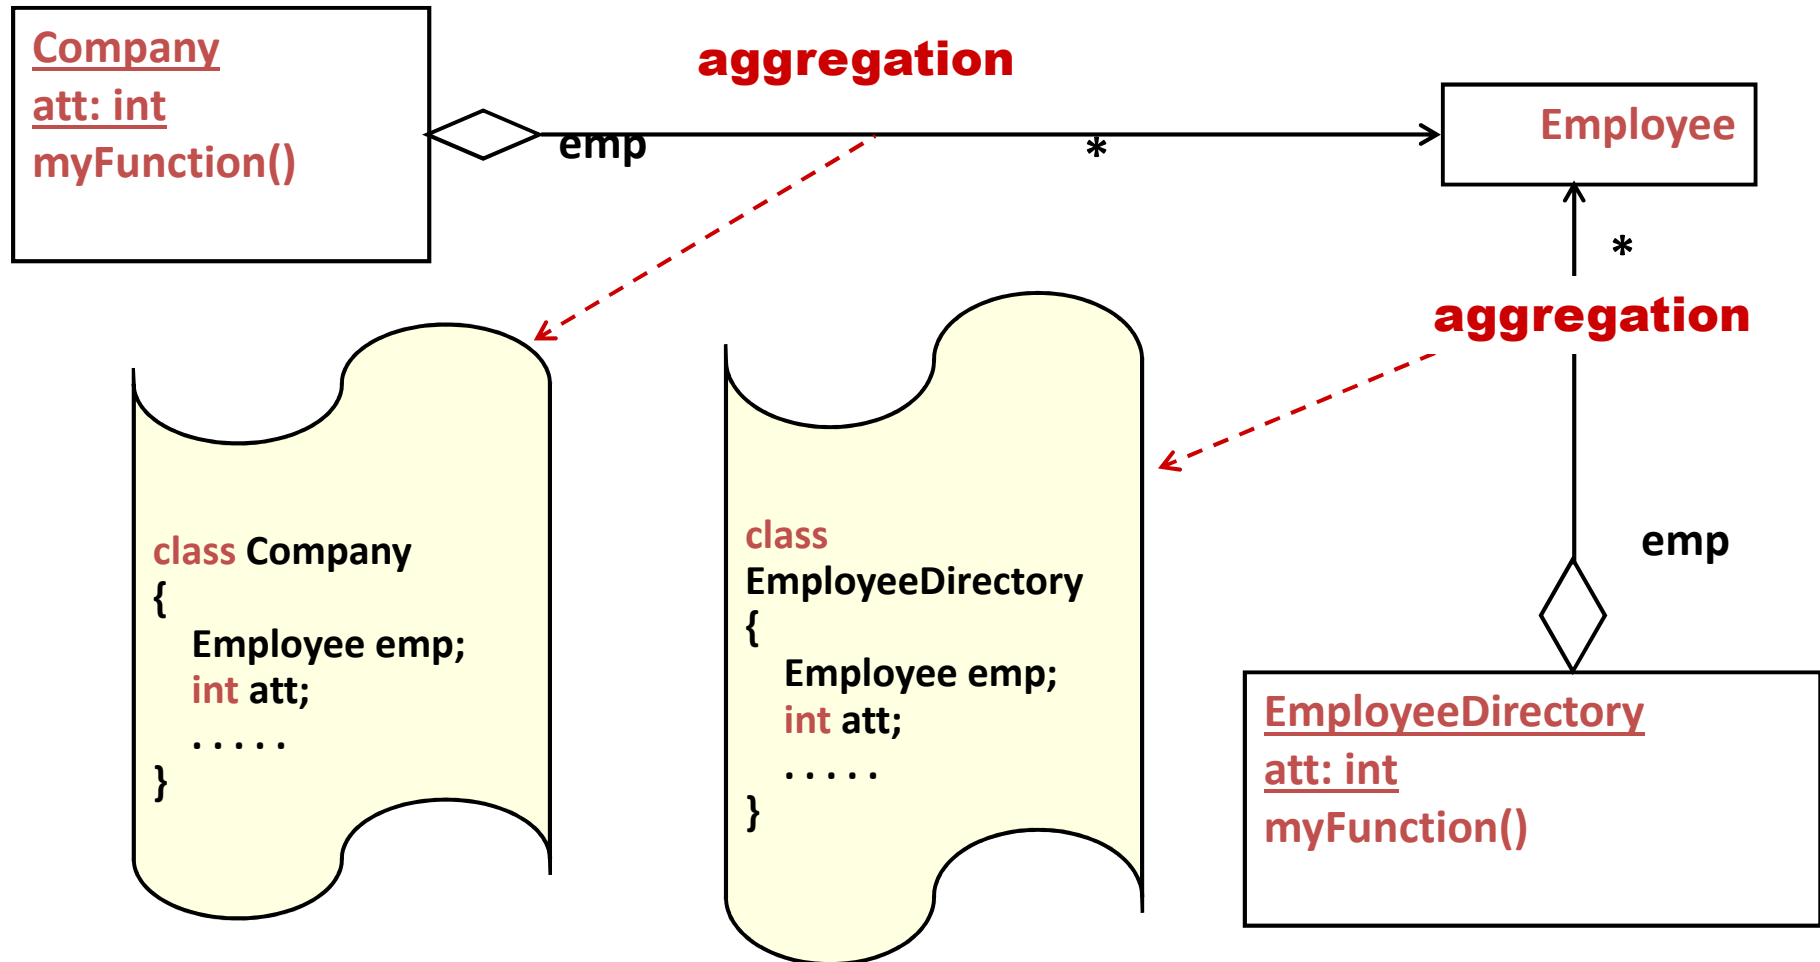 Company
att: int
myFunction()
aggregation
emp
*
Employee
*
aggregation
emp
class Company
{
Employee emp;
int att;
. . . . .
}
class
EmployeeDirectory
{
Employee emp;
int att;
. . . . .
}
EmployeeDirectory
att: int
myFunction()